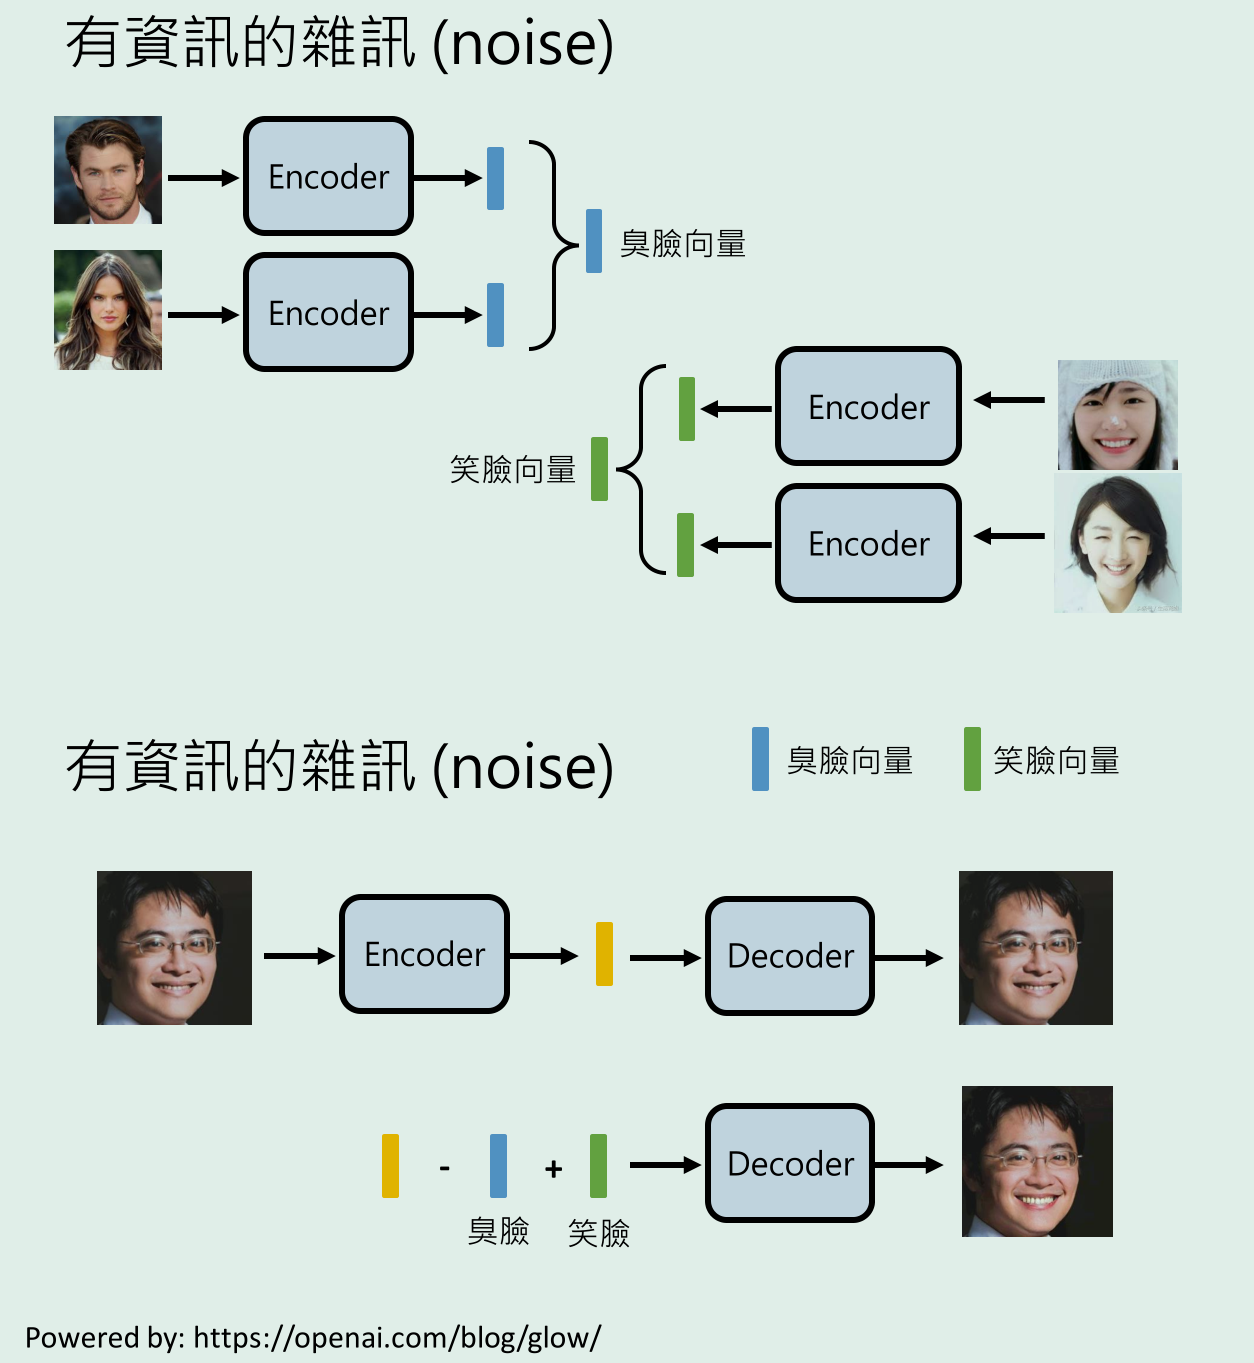 有資訊的雜訊 (noise)
Encoder
臭臉向量
Encoder
Encoder
笑臉向量
Encoder
有資訊的雜訊 (noise)
臭臉向量
笑臉向量
Encoder
Decoder
- +
Decoder
臭臉
笑臉
Powered by: https://openai.com/blog/glow/